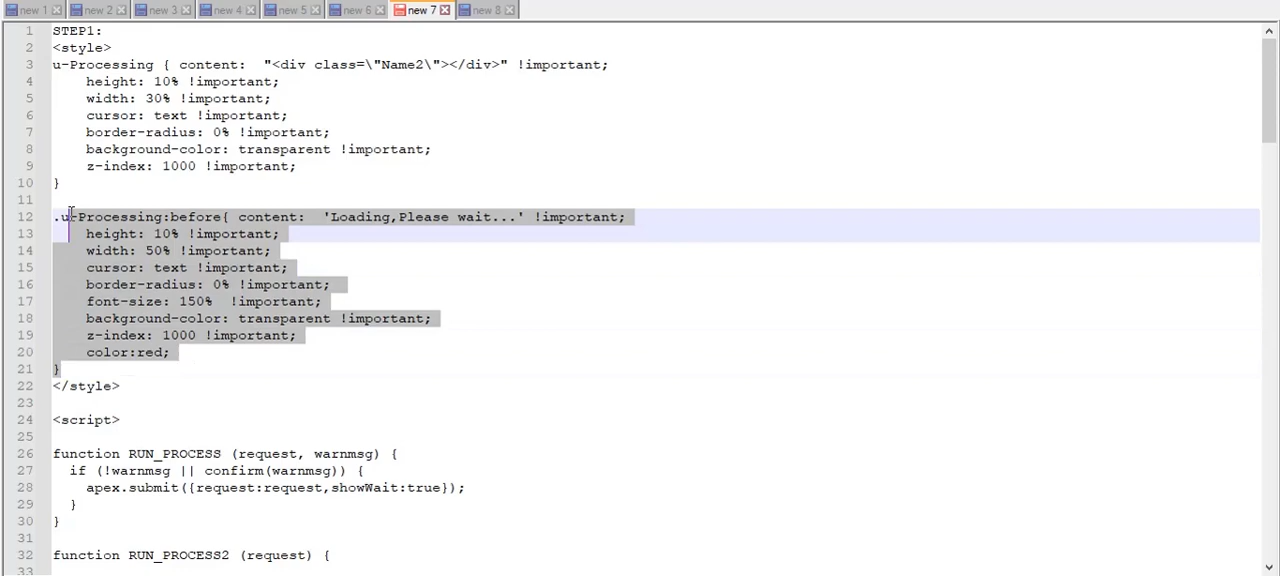 new 1 new 2 new 3 new 4 new 5 new 6 new 7 new 8
1 STEP1:
2 <style>
3 u-Processing { content:  "<div class=\"Name2\"></div>" !important;
4     height: 10% !important;
5     width: 30% !important;
6     cursor: text !important;
7     border-radius: 0% !important;
8     background-color: transparent !important;
9     z-index: 1000 !important;
10 }
11
12 .u-Processing:before{ content:  'Loading,Please wait...' !important;
13     height: 10% !important;
14     width: 50% !important;
15     cursor: text !important;
16     border-radius: 0% !important;
17     font-size: 150%  !important;
18     background-color: transparent !important;
19     z-index: 1000 !important;
20     color:red;
21 }
22 </style>
23
24 <script>
25
26 function RUN_PROCESS (request, warnmsg) {
27   if (!warnmsg || confirm(warnmsg)) {
28     apex.submit({request:request,showWait:true});
29   }
30 }
31
32 function RUN_PROCESS2 (request) {
33